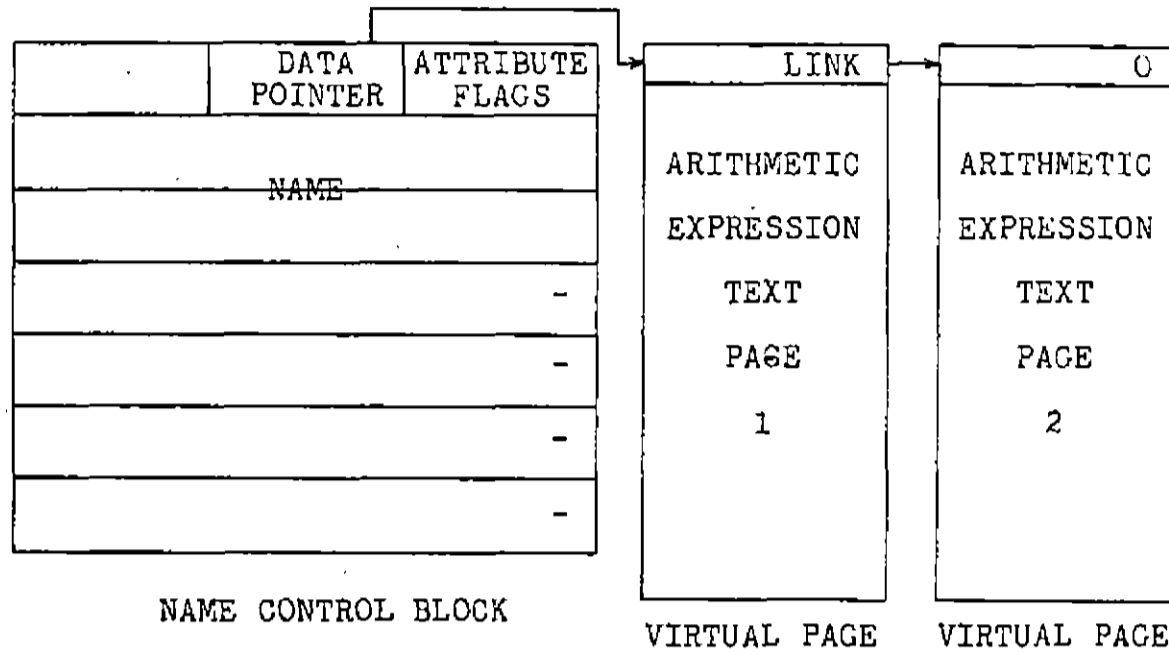 DATA POINTER
ATTRIBUTE FLAGS
NAME
-
-
-
-
NAME CONTROL BLOCK
LINK
ARITHMETIC
EXPRESSION
TEXT
PAGE
1
VIRTUAL PAGE
0
ARITHMETIC
EXPRESSION
TEXT
PAGE
2
VIRTUAL PAGE